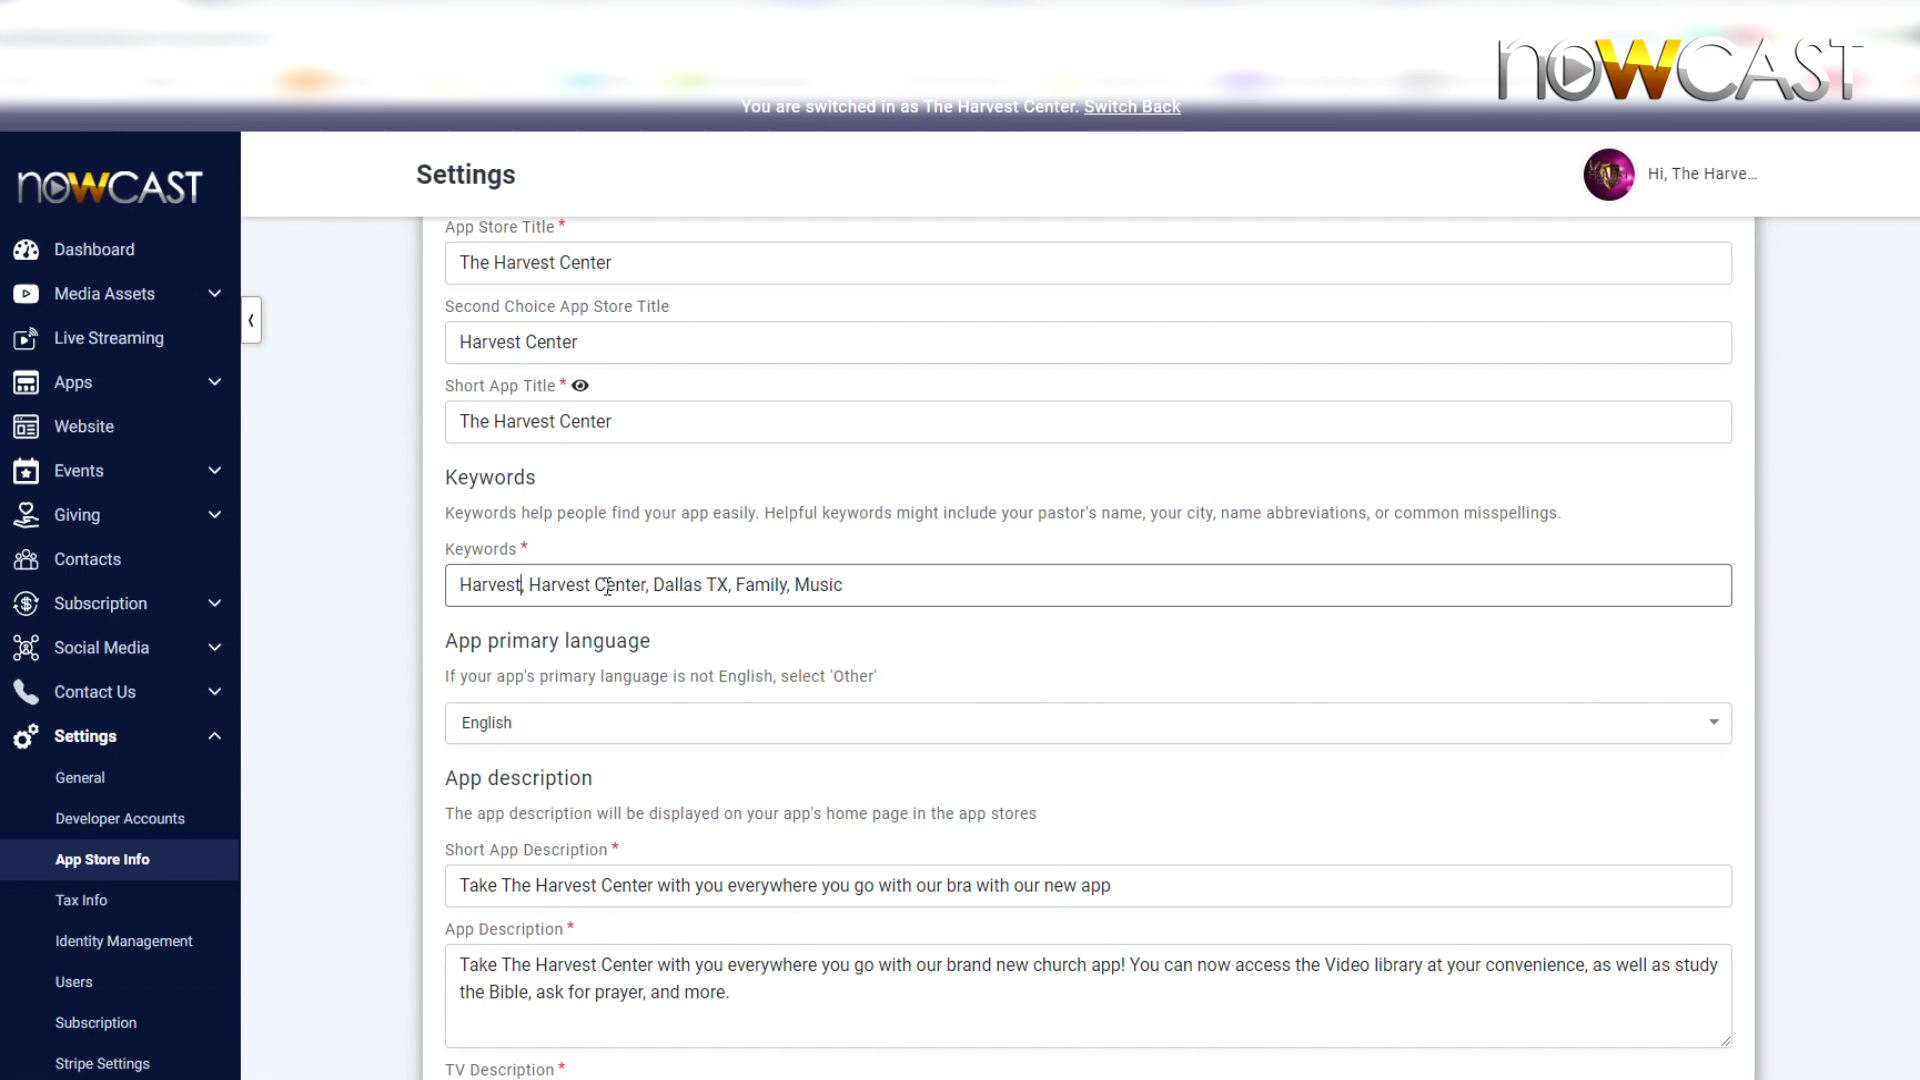 nowCAST
You are switched in as The Harvest Center. Switch Back
nowCAST
Settings
Hi, The Harve...
Dashboard
Media Assets
Live Streaming
Apps
Website
Events
Giving
Contacts
Subscription
Social Media
Contact Us
Settings
General
Developer Accounts
App Store Info
Tax Info
Identity Management
Users
Subscription
Stripe Settings
App Store Title *
The Harvest Center
Second Choice App Store Title
Harvest Center
Short App Title *
The Harvest Center
Keywords
Keywords help people find your app easily. Helpful keywords might include your pastor's name, your city, name abbreviations, or common misspellings.
Keywords *
Harvest, Harvest Center, Dallas TX, Family, Music
App primary language
If your app's primary language is not English, select 'Other'
English
App description
The app description will be displayed on your app's home page in the app stores
Short App Description *
Take The Harvest Center with you everywhere you go with our bra with our new app
App Description *
Take The Harvest Center with you everywhere you go with our brand new church app! You can now access the Video library at your convenience, as well as study
the Bible, ask for prayer, and more.
TV Description *